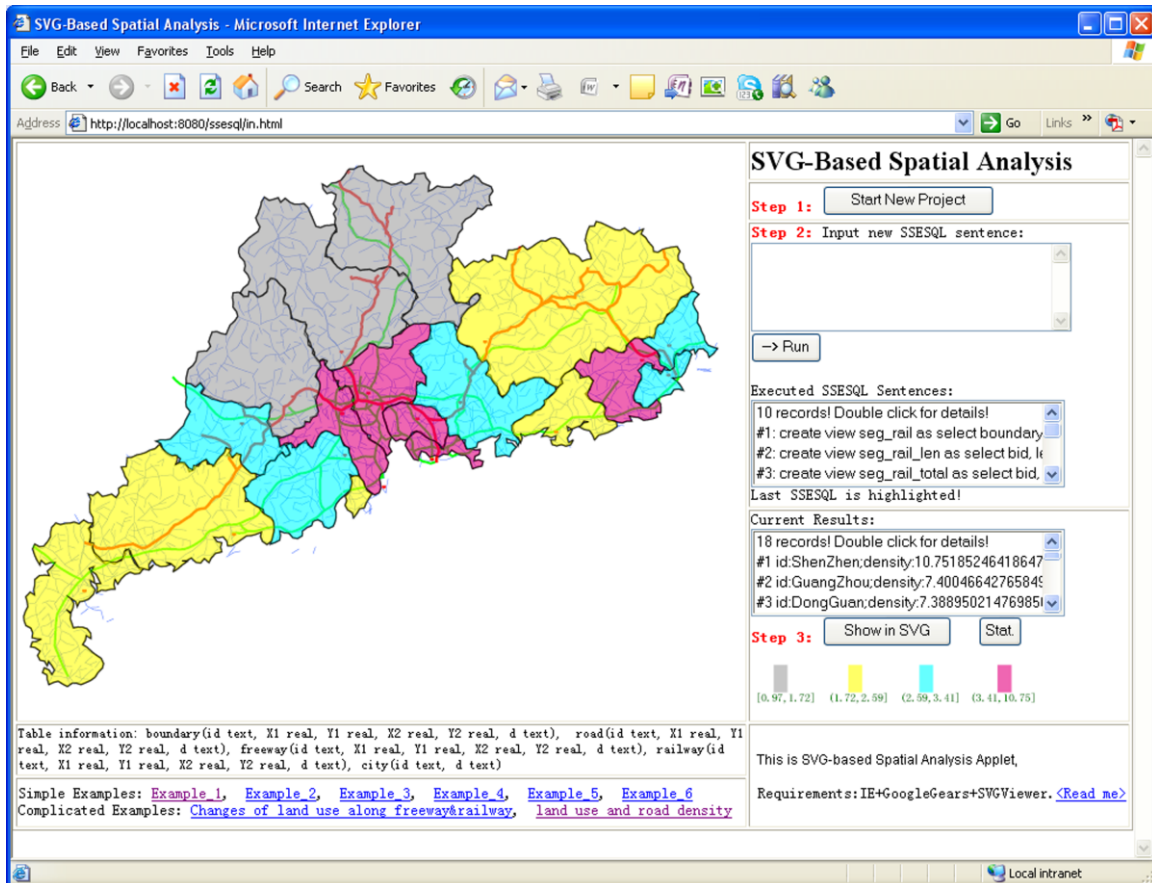 SVG-Based Spatial Analysis - Microsoft Internet Explorer
File Edit View Favorites Tools Help
Back Search Favorites
Address http://localhost:8080/ssesql/in.html Go Links »
SVG-Based Spatial Analysis
Step 1: Start New Project
Step 2: Input new SSESQL sentence:
—> Run
Executed SSESQL Sentences:
10 records! Double click for details!
#1: create view seg_rail as select boundary
#2: create view seg_rail_len as select bid, le
#3: create view seg_rail_total as select bid,
Last SSESQL is highlighted!
Current Results:
18 records! Double click for details!
#1 id:ShenZhen;density:10.75185246418647
#2 id:GuangZhou;density:7.40046642765849
#3 id:DongGuan;density:7.38895021476985
Step 3: Show in SVG Stat.
[0.97, 1.72] (1.72, 2.59] (2.59, 3.41] (3.41, 10.75]
Table information: boundary(id text, X1 real, Y1 real, X2 real, Y2 real, d text), road(id text, X1 real, Y1
real, X2 real, Y2 real, d text), freeway(id text, X1 real, Y1 real, X2 real, Y2 real, d text), railway(id
text, X1 real, Y1 real, X2 real, Y2 real, d text), city(id text, d text)
Simple Examples: Example_1, Example_2, Example_3, Example_4, Example_5, Example_6
Complicated Examples: Changes of land use along freeway&railway, land use and road density
This is SVG-based Spatial Analysis Applet,
Requirements:IE+GoogleGears+SVGViewer. <Read me>
Local intranet